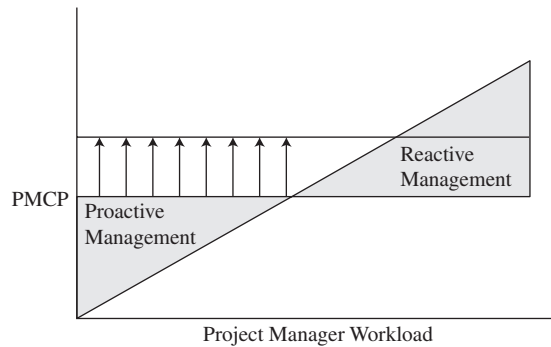 Reactive
Management
PMCP
Proactive
Management
Project Manager Workload